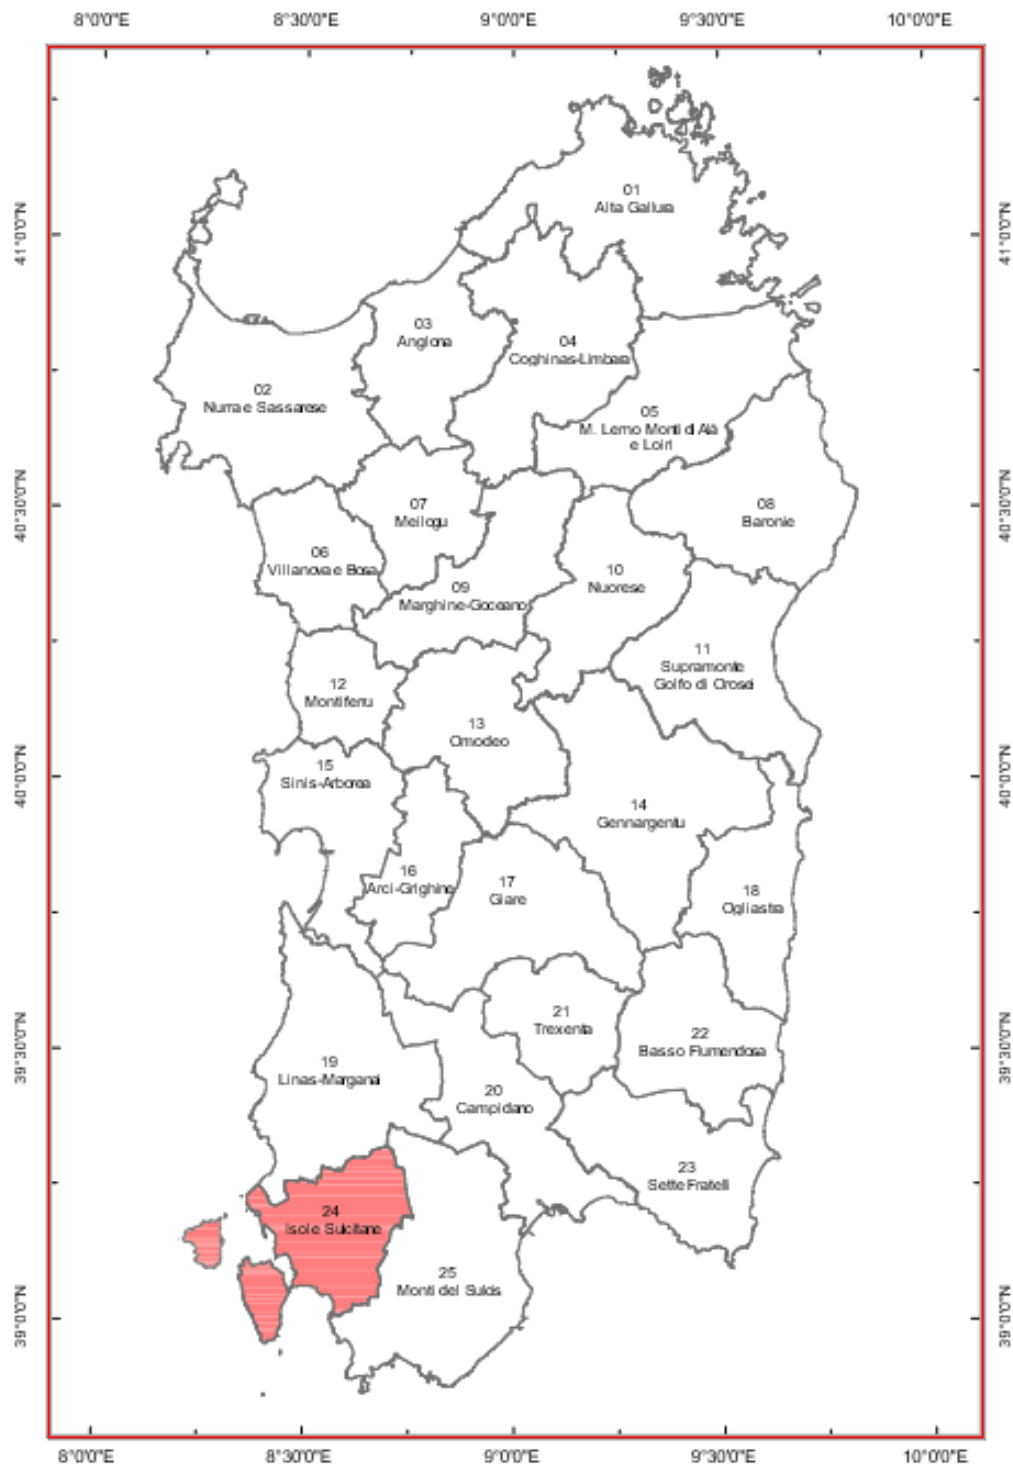 8°0'0"E 8°30'0"E 9°0'0"E 9°30'0"E 10°0'0"E
41°0'0"N
41°0'0"N
40°30'0"N
40°30'0"N
40°0'0"N
40°0'0"N
39°30'0"N
39°30'0"N
39°0'0"N
39°0'0"N
01
Alta Gallura
02
Nurra e Sassarese
03
Anglona
04
Coghinas-Limbara
05
M. Lerno Monti d Alà
e Loiri
06
Villanova e Bosa
07
Meilogu
08
Baronie
09
Marghine-Goceano
10
Nuorese
11
Supramonte
Golfo di Orosei
12
Montiferru
13
Omodeo
14
Gennargentu
15
Sinis-Arborea
16
Arci-Grighine
17
Giare
18
Ogliastra
19
Linas-Marganai
20
Campidano
21
Trexenta
22
Basso Flumendosa
23
Sette Fratelli
24
Isole Sulcitane
25
Monti del Sulcis
8°0'0"E 8°30'0"E 9°0'0"E 9°30'0"E 10°0'0"E